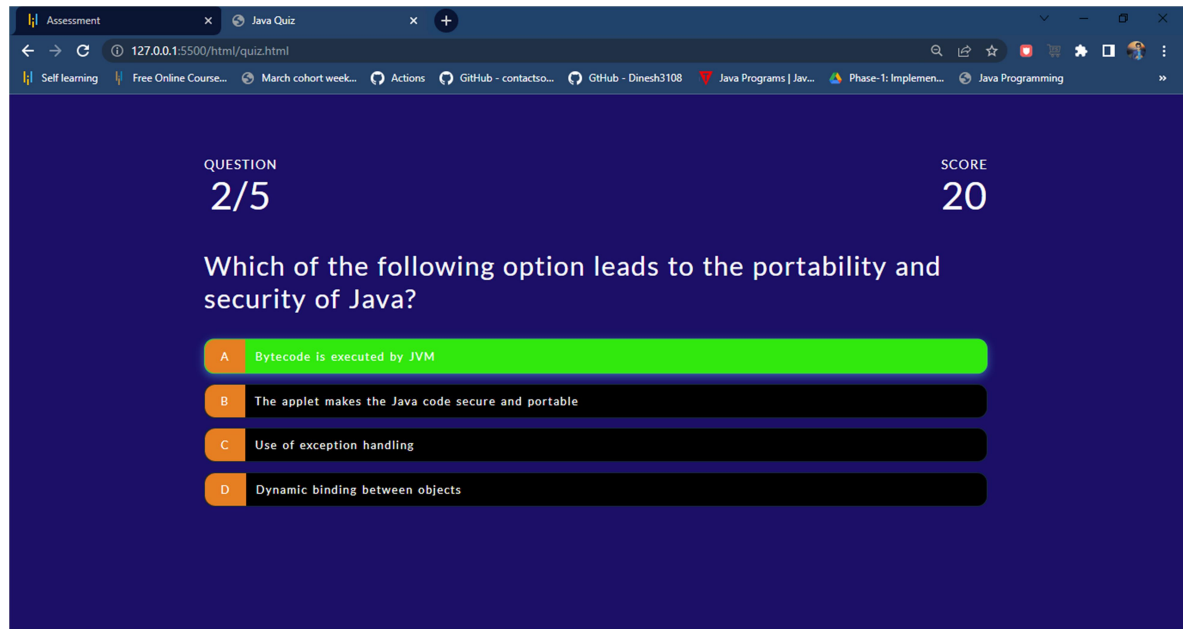 Assessment
Java Quiz
127.0.0.1:5500/html/quiz.html
Self learning
Free Online Course...
March cohort week...
Actions
GitHub - contactso...
GtHub - Dinesh3108
Java Programs | Jav...
Phase-1: Implemen...
Java Programming
»
QUESTION
2/5
SCORE
20
Which of the following option leads to the portability and
security of Java?
A Bytecode is executed by JVM
B The applet makes the Java code secure and portable
C Use of exception handling
D Dynamic binding between objects